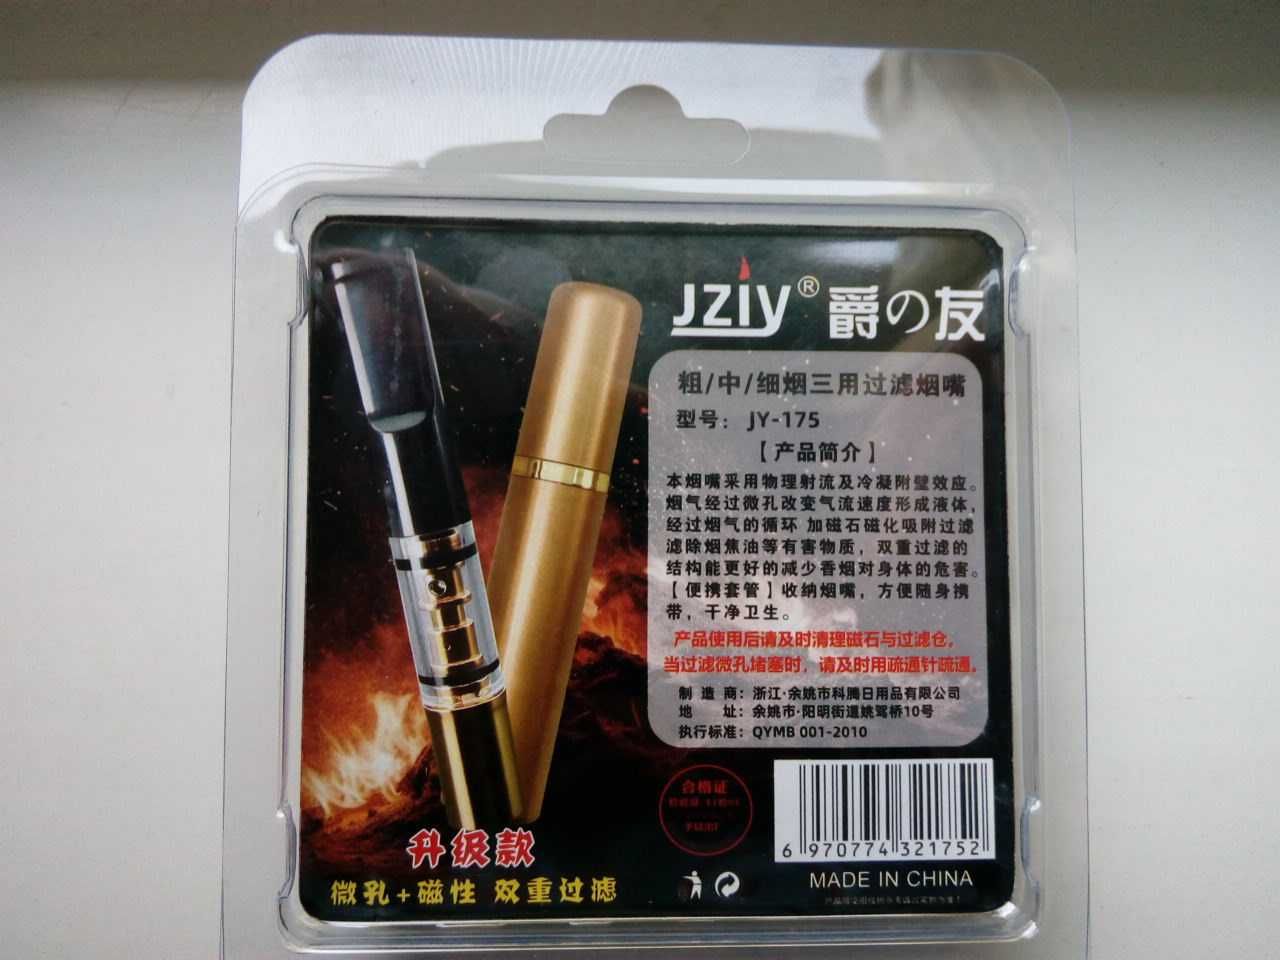 JZIY® 爵の友
粗/中/细烟三用过滤烟嘴
型号： JY-175
【产品简介】
本烟嘴采用物理射流及冷凝附壁效应。
烟气经过微孔改变气流速度形成液体，
经过烟气的循环 加磁石磁化吸附过滤
滤除烟焦油等有害物质，双重过滤的
结构能更好的减少香烟对身体的危害。
【便携套管】收纳烟嘴，方便随身携
带，干净卫生。
产品使用后请及时清理磁石与过滤仓。
当过滤微孔堵塞时，请及时用疏通针疏通。
制 造 商：浙江·余姚市科腾日用品有限公司
地 址：余姚市·阳明街道姚驾桥10号
执行标准：QYMB 001-2010
合格证
6 970774 321752
MADE IN CHINA
升级款
微孔+磁性 双重过滤